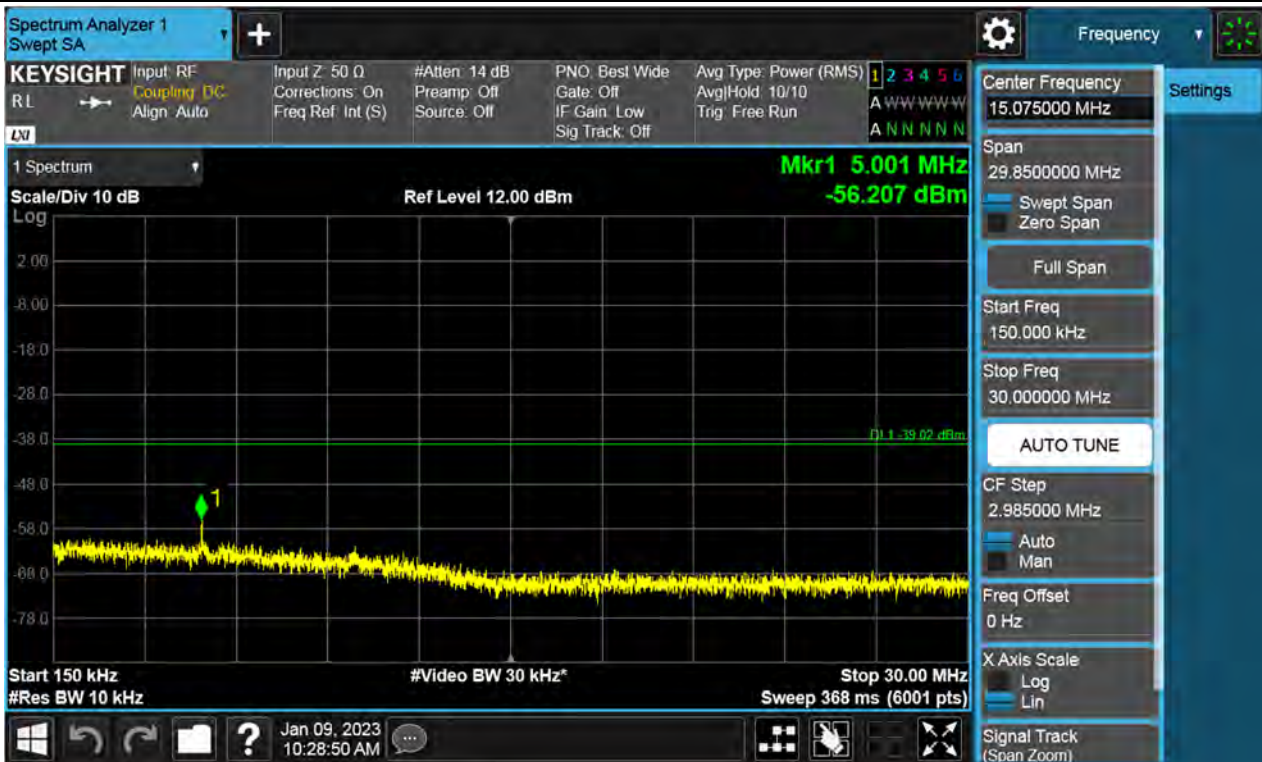 Spectrum Analyzer 1
Swept SA
+
Frequency
KEYSIGHT
RL
LXI
Input: RF
Coupling: DC
Align: Auto
Input Z: 50 Ω
Corrections: On
Freq Ref: Int (S)
#Atten: 14 dB
Preamp: Off
Source: Off
PNO: Best Wide
Gate: Off
IF Gain: Low
Sig Track: Off
Avg Type: Power (RMS)
Avg|Hold: 10/10
Trig: Free Run
1 2 3 4 5 6
A W W W W W
A N N N N N
1 Spectrum
Scale/Div 10 dB
Ref Level 12.00 dBm
Mkr1 5.001 MHz
-56.207 dBm
Log
2.00
-8.00
-18.0
-28.0
-38.0
DL1 -39.02 dBm
-48.0
1
-58.0
-68.0
-78.0
Start 150 kHz
#Video BW 30 kHz*
Stop 30.00 MHz
#Res BW 10 kHz
Sweep 368 ms (6001 pts)
Center Frequency
15.075000 MHz
Settings
Span
29.8500000 MHz
Swept Span
Zero Span
Full Span
Start Freq
150.000 kHz
Stop Freq
30.000000 MHz
AUTO TUNE
CF Step
2.985000 MHz
Auto
Man
Freq Offset
0 Hz
X Axis Scale
Log
Lin
Signal Track
(Span Zoom)
?
Jan 09, 2023
10:28:50 AM